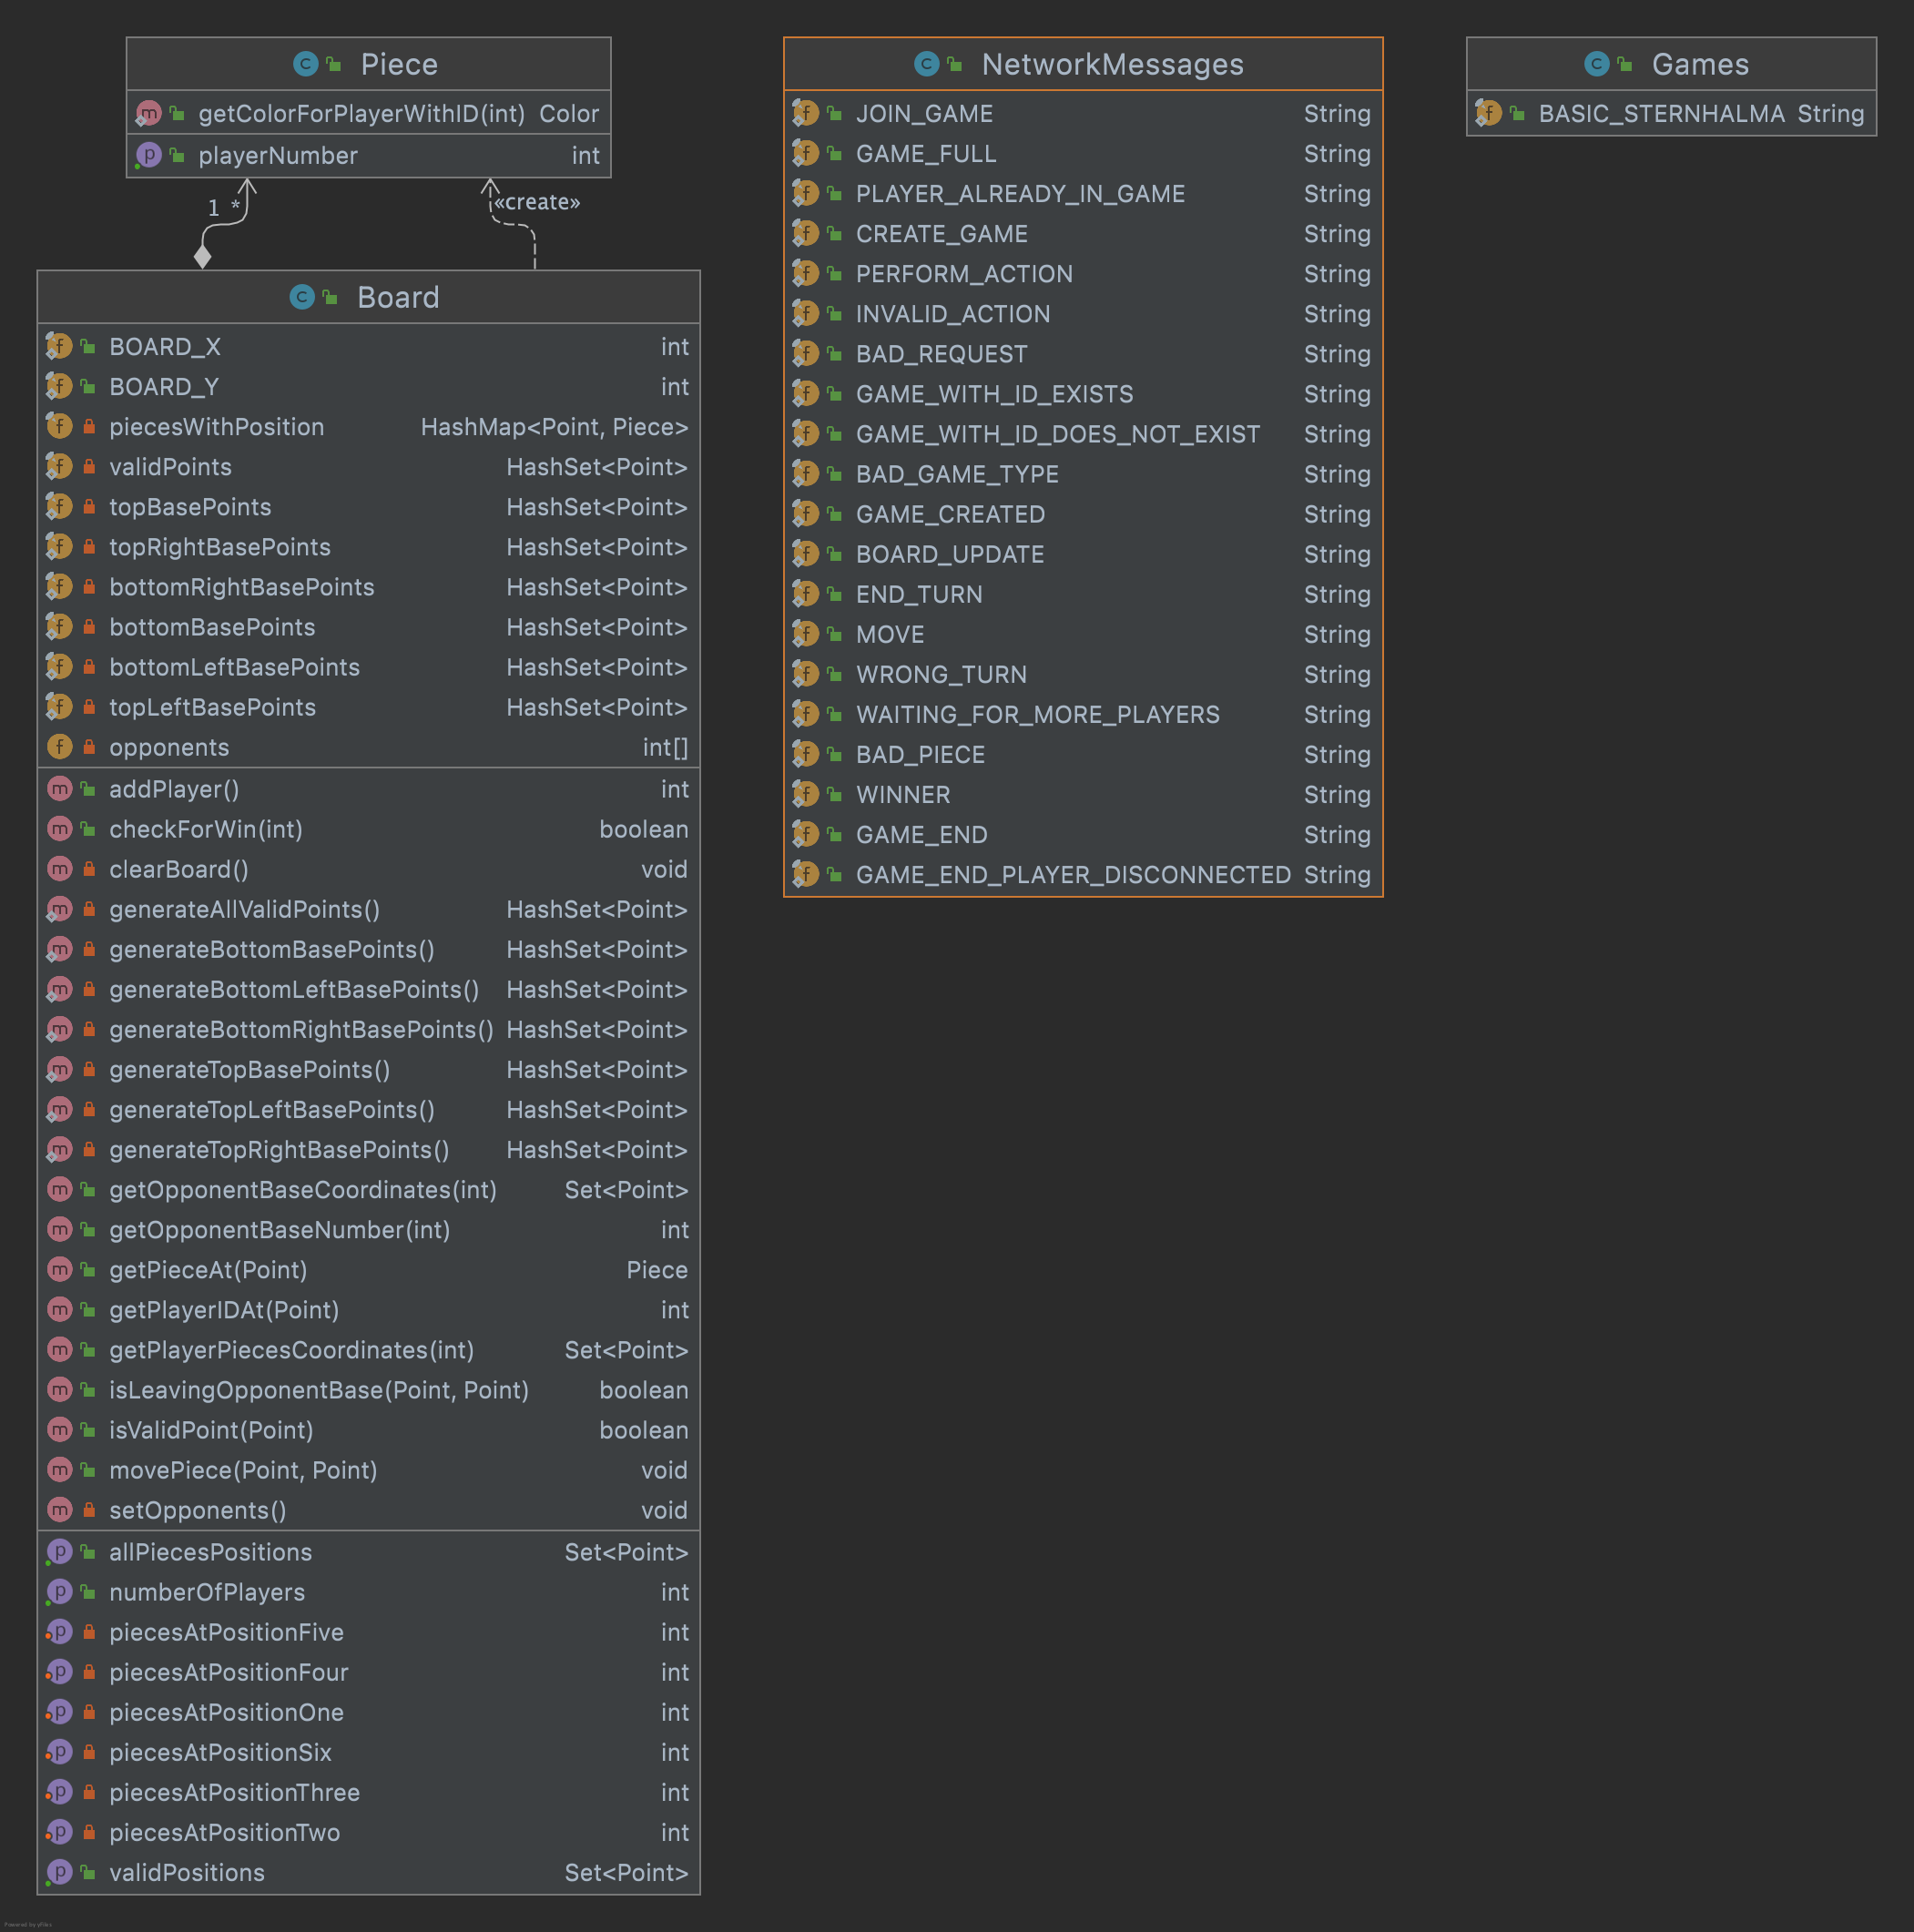 Piece
getColorForPlayerWithID(int) Color
playerNumber int
1 *
«create»
Board
BOARD_X int
BOARD_Y int
piecesWithPosition HashMap<Point, Piece>
validPoints HashSet<Point>
topBasePoints HashSet<Point>
topRightBasePoints HashSet<Point>
bottomRightBasePoints HashSet<Point>
bottomBasePoints HashSet<Point>
bottomLeftBasePoints HashSet<Point>
topLeftBasePoints HashSet<Point>
opponents int[]
addPlayer() int
checkForWin(int) boolean
clearBoard() void
generateAllValidPoints() HashSet<Point>
generateBottomBasePoints() HashSet<Point>
generateBottomLeftBasePoints() HashSet<Point>
generateBottomRightBasePoints() HashSet<Point>
generateTopBasePoints() HashSet<Point>
generateTopLeftBasePoints() HashSet<Point>
generateTopRightBasePoints() HashSet<Point>
getOpponentBaseCoordinates(int) Set<Point>
getOpponentBaseNumber(int) int
getPieceAt(Point) Piece
getPlayerIDAt(Point) int
getPlayerPiecesCoordinates(int) Set<Point>
isLeavingOpponentBase(Point, Point) boolean
isValidPoint(Point) boolean
movePiece(Point, Point) void
setOpponents() void
allPiecesPositions Set<Point>
numberOfPlayers int
piecesAtPositionFive int
piecesAtPositionFour int
piecesAtPositionOne int
piecesAtPositionSix int
piecesAtPositionThree int
piecesAtPositionTwo int
validPositions Set<Point>
NetworkMessages
JOIN_GAME String
GAME_FULL String
PLAYER_ALREADY_IN_GAME String
CREATE_GAME String
PERFORM_ACTION String
INVALID_ACTION String
BAD_REQUEST String
GAME_WITH_ID_EXISTS String
GAME_WITH_ID_DOES_NOT_EXIST String
BAD_GAME_TYPE String
GAME_CREATED String
BOARD_UPDATE String
END_TURN String
MOVE String
WRONG_TURN String
WAITING_FOR_MORE_PLAYERS String
BAD_PIECE String
WINNER String
GAME_END String
GAME_END_PLAYER_DISCONNECTED String
Games
BASIC_STERNHALMA String
Powered by yFiles